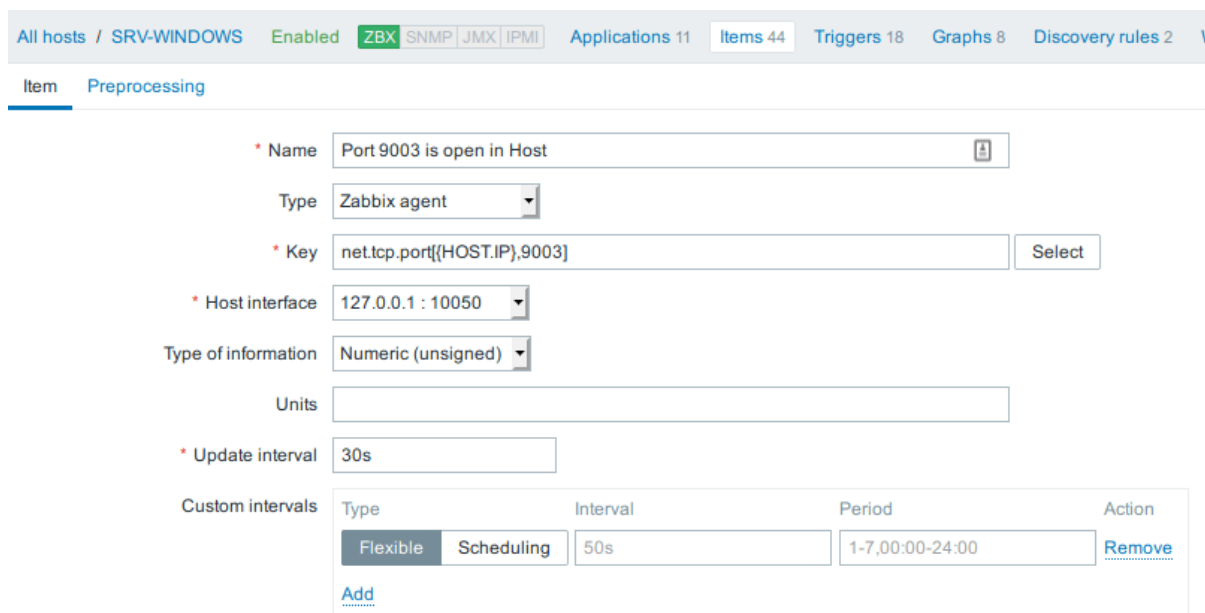 All hosts / SRV-WINDOWS Enabled ZBX SNMP JMX IPMI Applications 11 Items 44 Triggers 18 Graphs 8 Discovery rules 2
Item Preprocessing
* Name Port 9003 is open in Host
Type Zabbix agent
* Key net.tcp.port[{HOST.IP},9003] Select
* Host interface 127.0.0.1 : 10050
Type of information Numeric (unsigned)
Units
* Update interval 30s
Custom intervals Type Interval Period Action
Flexible Scheduling 50s 1-7,00:00-24:00 Remove
Add